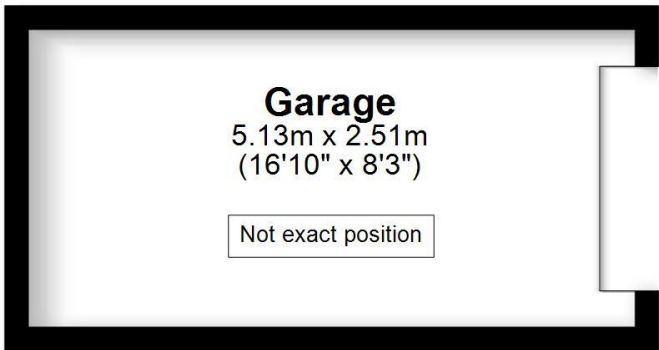 Garage
5.13m x 2.51m
(16'10" x 8'3")
Not exact position